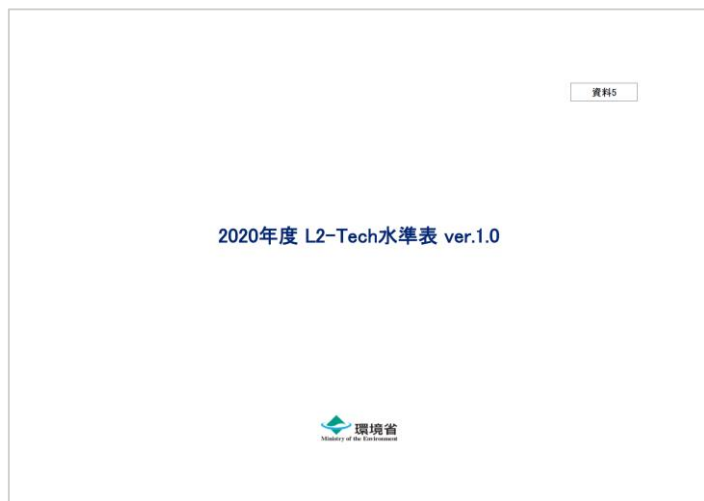 資料5
2020年度 L2-Tech水準表 ver.1.0
環境省
Ministry of the Environment